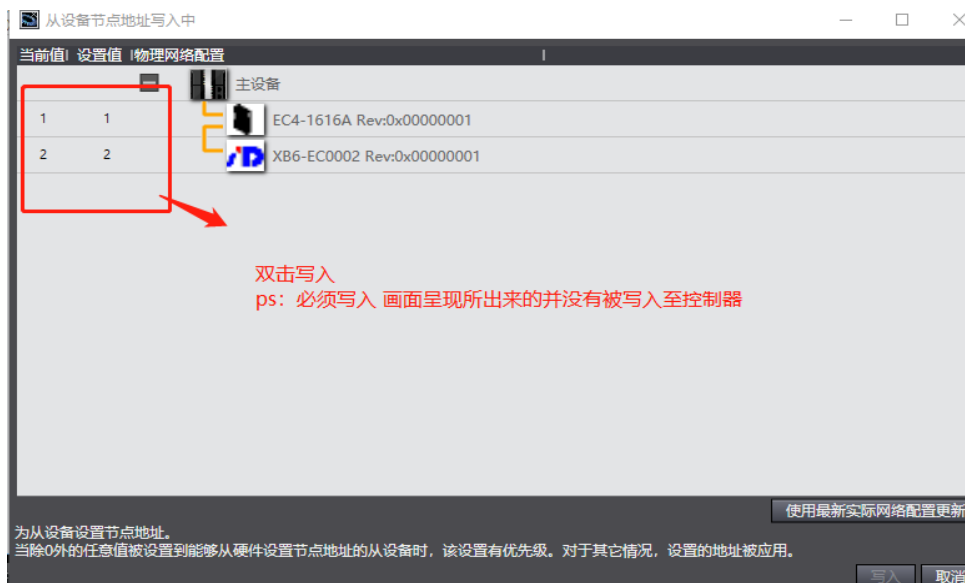 从设备节点地址写入中
当前值 设置值 物理网络配置
主设备
1 1 EC4-1616A Rev:0x00000001
2 2 XB6-EC0002 Rev:0x00000001
双击写入
ps：必须写入 画面呈现所出来的并没有被写入至控制器
使用最新实际网络配置更新
为从设备设置节点地址。
当除0外的任意值被设置到能够从硬件设置节点地址的从设备时，该设置有优先级。对于其它情况，设置的地址被应用。
写入 取消